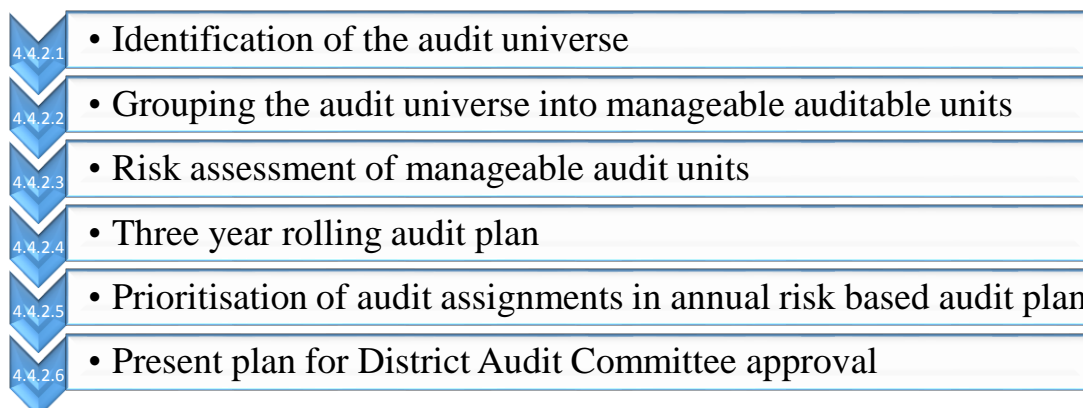 4.4.2.1 • Identification of the audit universe
4.4.2.2 • Grouping the audit universe into manageable auditable units
4.4.2.3 • Risk assessment of manageable audit units
4.4.2.4 • Three year rolling audit plan
4.4.2.5 • Prioritisation of audit assignments in annual risk based audit plan
4.4.2.6 • Present plan for District Audit Committee approval